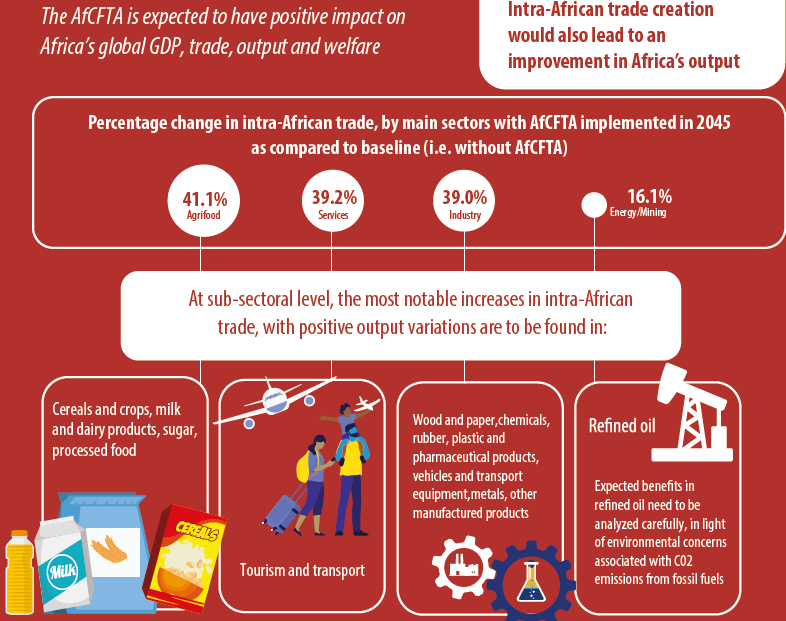 The AfCFTA is expected to have positive impact on
Africa's global GDP, trade, output and welfare
Intra-African trade creation
would also lead to an
improvement in Africa's output
Percentage change in intra-African trade, by main sectors with AfCFTA implemented in 2045
as compared to baseline (i.e. without AfCFTA)
41.1%
Agrifood
39.2%
Services
39.0%
Industry
16.1%
Energy/Mining
At sub-sectoral level, the most notable increases in intra-African
trade, with positive output variations are to be found in:
Cereals and crops, milk
and dairy products, sugar,
processed food
Milk
CEREALS
Tourism and transport
Wood and paper,chemicals,
rubber, plastic and
pharmaceutical products,
vehicles and transport
equipment,metals, other
manufactured products
Refined oil
Expected benefits in
refined oil need to be
analyzed carefully, in light
of environmental concerns
associated with C02
emissions from fossil fuels